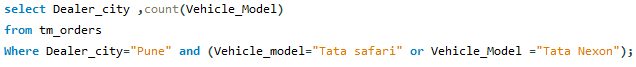 select Dealer_city ,count(Vehicle_Model)
from tm_orders
Where Dealer_city="Pune" and (Vehicle_model="Tata safari" or Vehicle_Model ="Tata Nexon");